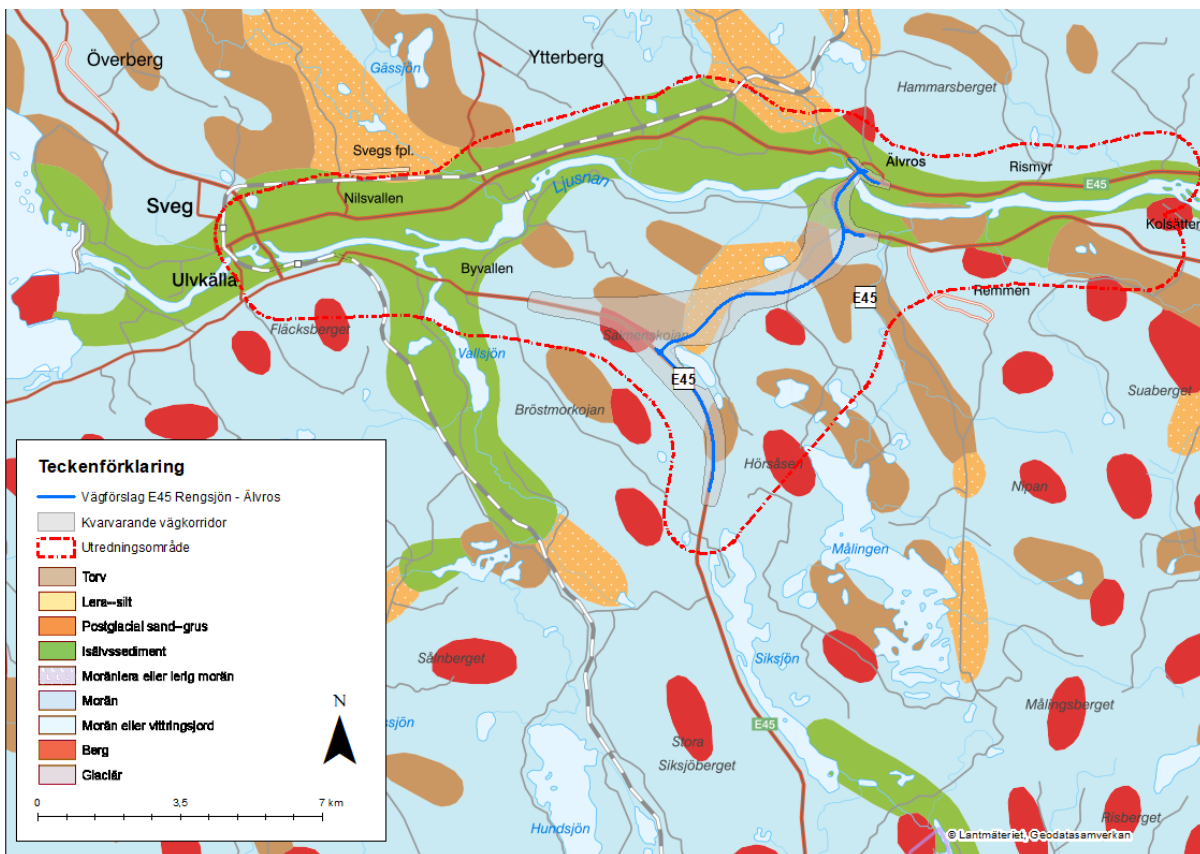 Överberg
Gässjön
Ytterberg
Hammarsberget
Svegs fpl.
Älvros
Rismyr
E45
Ljusnan
Nilsvallen
Sveg
Kolsätter
Byvallen
Ulvkälla
Remmen
E45
Fläcksberget
Sälmenskojan
Vallsjön
E45
Suaberget
Bröstmorkojan
Hörsåsen
Nipan
Målingen
Siksjön
Sånberget
Målingsberget
E45
Stora
Siksjöberget
Hundsjön
Risberget
© Lantmäteriet, Geodatasamverkan
Teckenförklaring
Vägförslag E45 Rengsjön - Älvros
Kvarvarande vägkorridor
Utredningsområde
Torv
Lera--silt
Postglacial sand--grus
Isälvssediment
Moränlera eller lerig morän
Morän
Morän eller vittringsjord
Berg
Glaciär
N
0 3,5 7 km